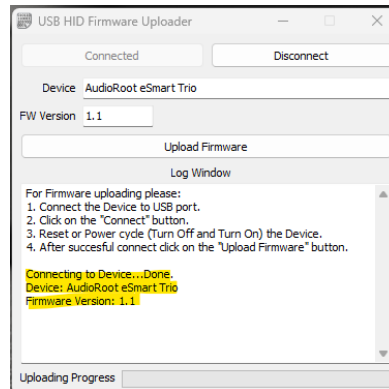 USB HID Firmware Uploader
Connected
Disconnect
Device AudioRoot eSmart Trio
FW Version 1.1
Upload Firmware
Log Window
For Firmware uploading please:
1. Connect the Device to USB port.
2. Click on the "Connect" button.
3. Reset or Power cycle (Turn Off and Turn On) the Device.
4. After succesful connect click on the "Upload Firmware" button.
Connecting to Device...Done.
Device: AudioRoot eSmart Trio
Firmware Version: 1.1
Uploading Progress